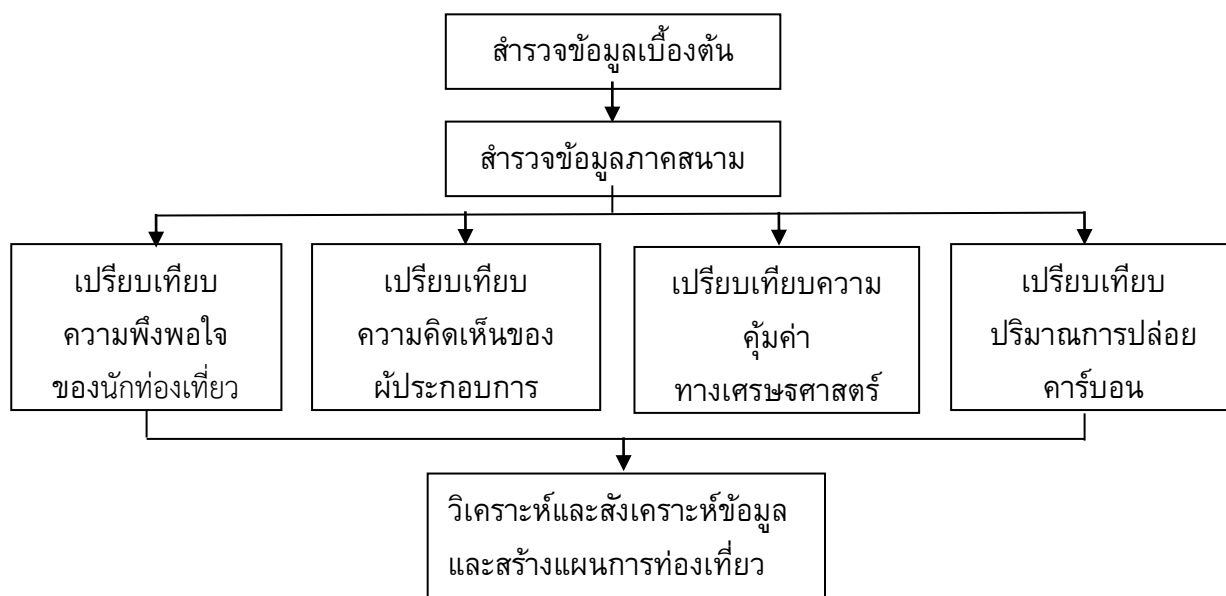 สำรวจข้อมูลเบื้องต้น
สำรวจข้อมูลภาคสนาม
เปรียบเทียบ
ความพึงพอใจ
ของนักท่องเที่ยว
เปรียบเทียบ
ความคิดเห็นของ
ผู้ประกอบการ
เปรียบเทียบความ
คุ้มค่า
ทางเศรษฐศาสตร์
เปรียบเทียบ
ปริมาณการปล่อย
คาร์บอน
วิเคราะห์และสังเคราะห์ข้อมูล
และสร้างแผนการท่องเที่ยว